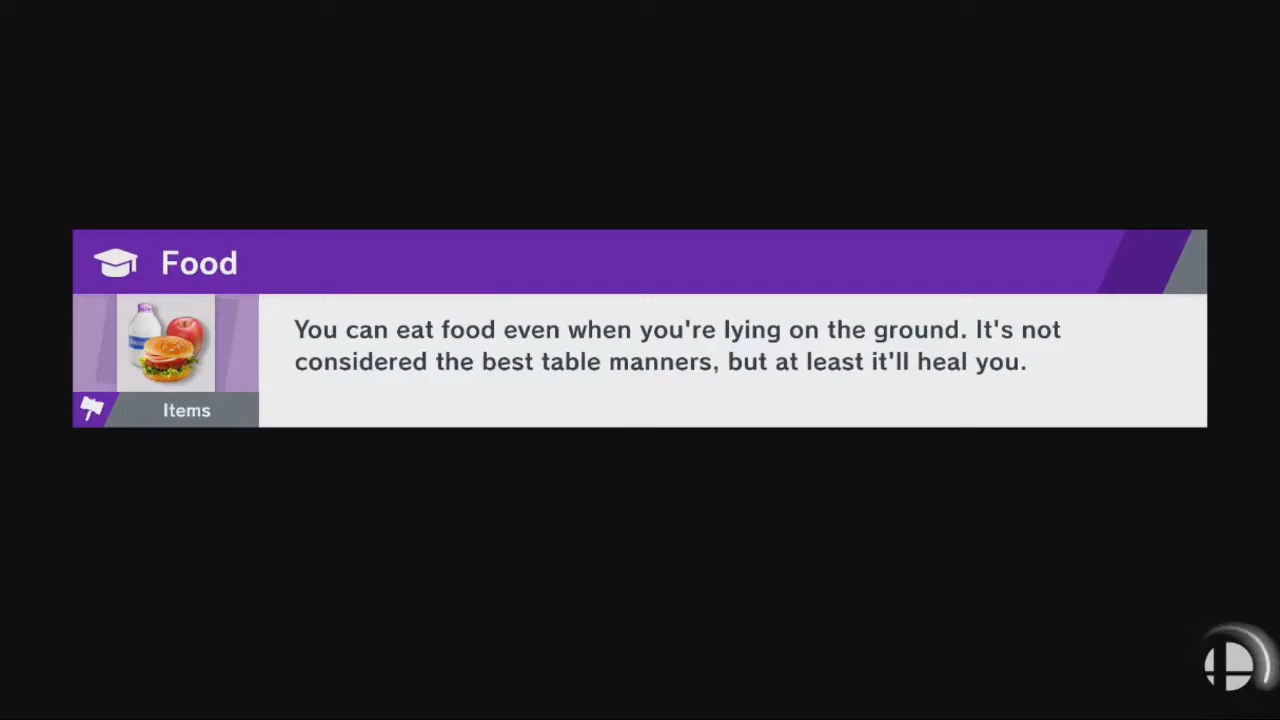 Food
You can eat food even when you're lying on the ground. It's not
considered the best table manners, but at least it'll heal you.
Items